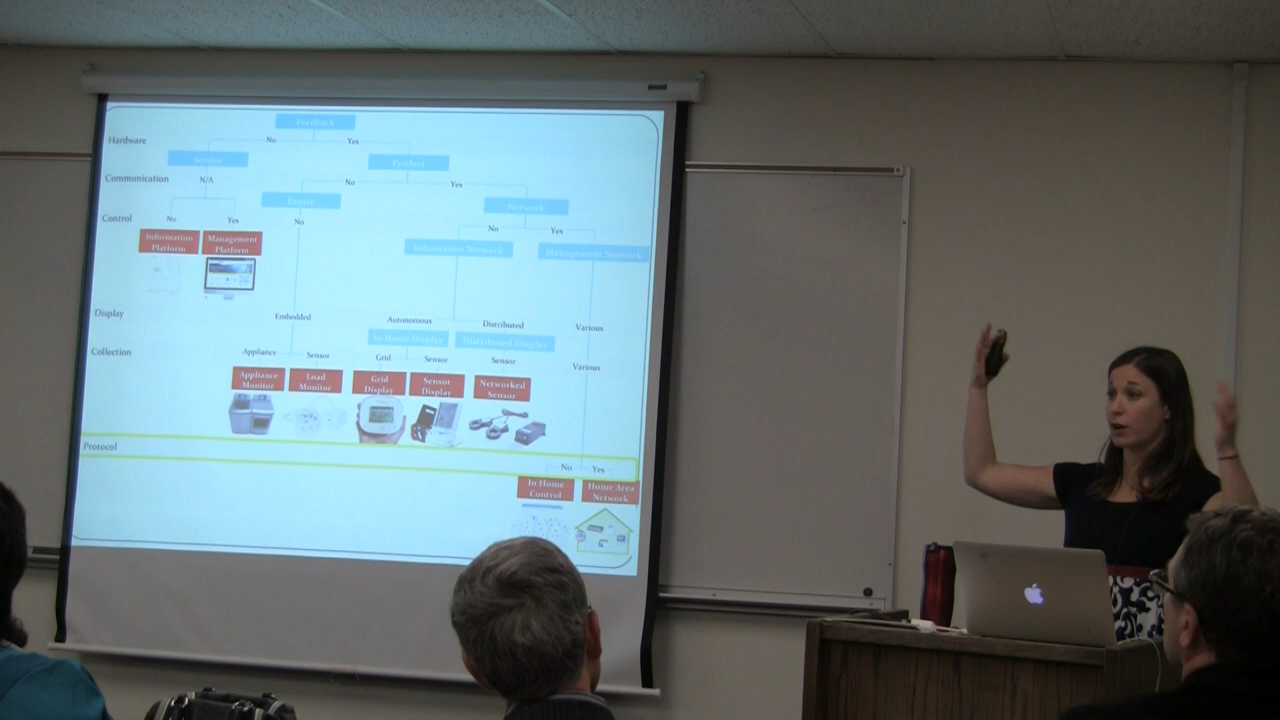 Feedback
Hardware
No
Yes
Service
Product
Communication
N/A
No
Yes
Device
Network
Control
No
Yes
No
No
Yes
Information
Platform
Management
Platform
Information Network
Management Network
Display
Embedded
Autonomous
Distributed
Various
In Home Display
Distributed Display
Collection
Appliance
Sensor
Grid
Sensor
Sensor
Various
Appliance
Monitor
Load
Monitor
Grid
Display
Sensor
Display
Networked
Sensor
Protocol
No
Yes
In Home
Control
Home Area
Network